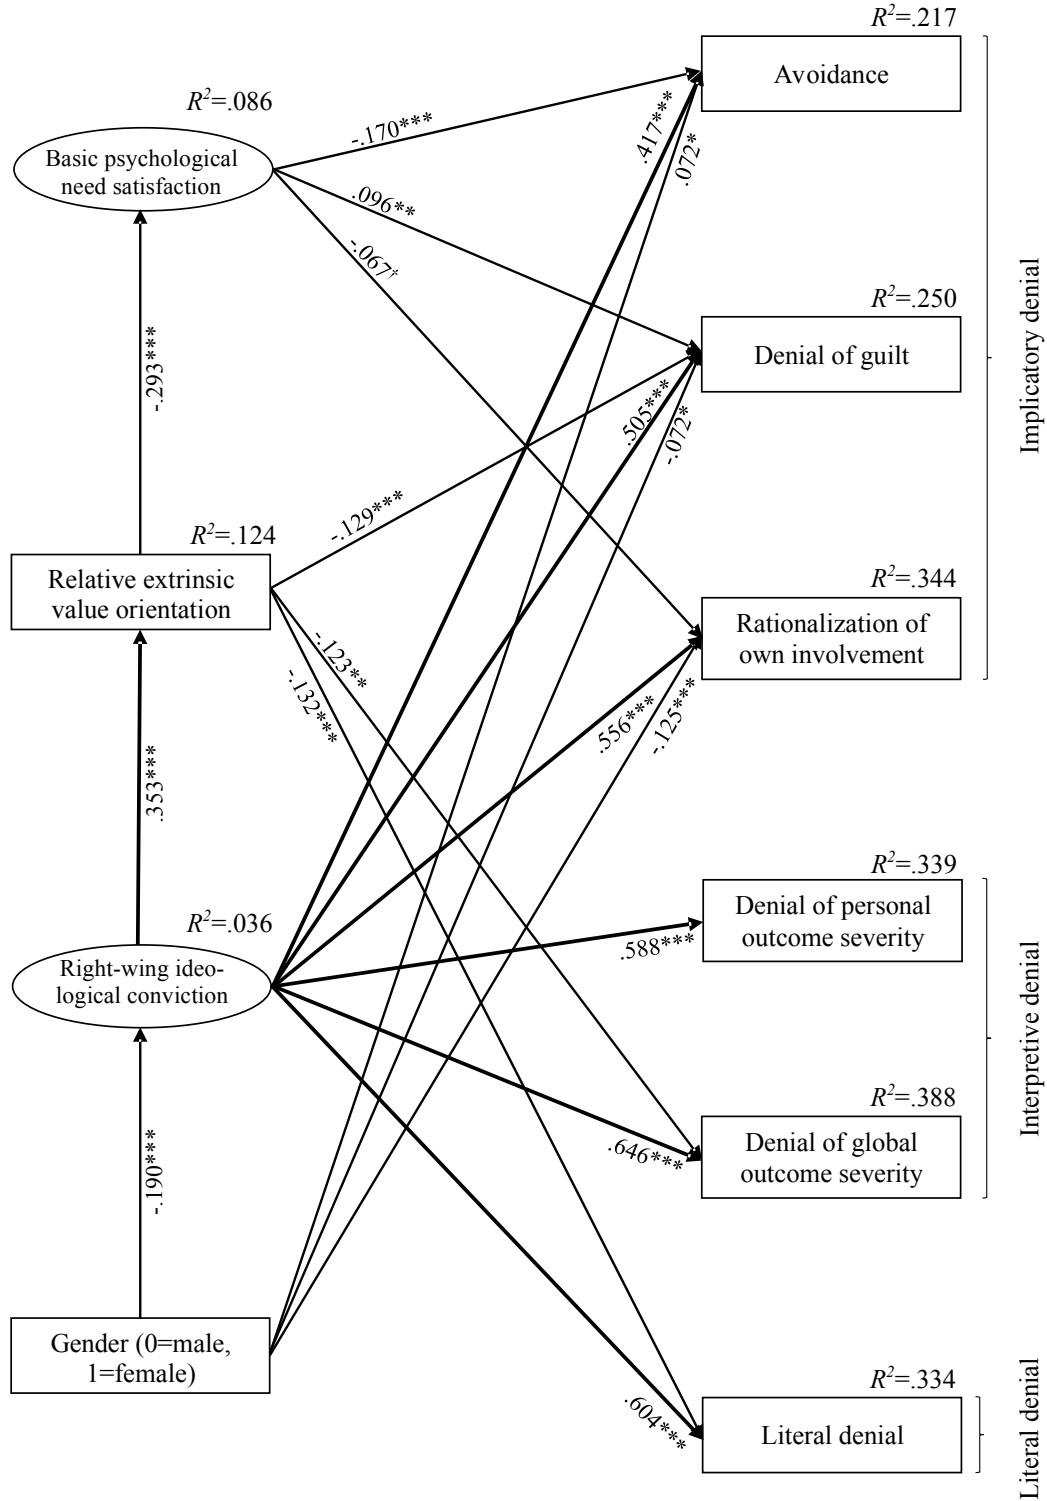 R²=.217
Avoidance
R²=.086
Basic psychological
need satisfaction
-.170***
.417***
.072*
.096**
-.067†
R²=.250
Denial of guilt
Implicatory denial
-.293***
.505***
-.072*
-.129***
R²=.124
Relative extrinsic
value orientation
R²=.344
Rationalization of
own involvement
-.123**
-.132***
.556***
-.125***
.353***
R²=.339
Denial of personal
outcome severity
R²=.036
Right-wing ideo-
logical conviction
.588***
Interpretive denial
R²=.388
Denial of global
outcome severity
.646***
-.190***
Gender (0=male,
1=female)
R²=.334
Literal denial
.604***
Literal denial